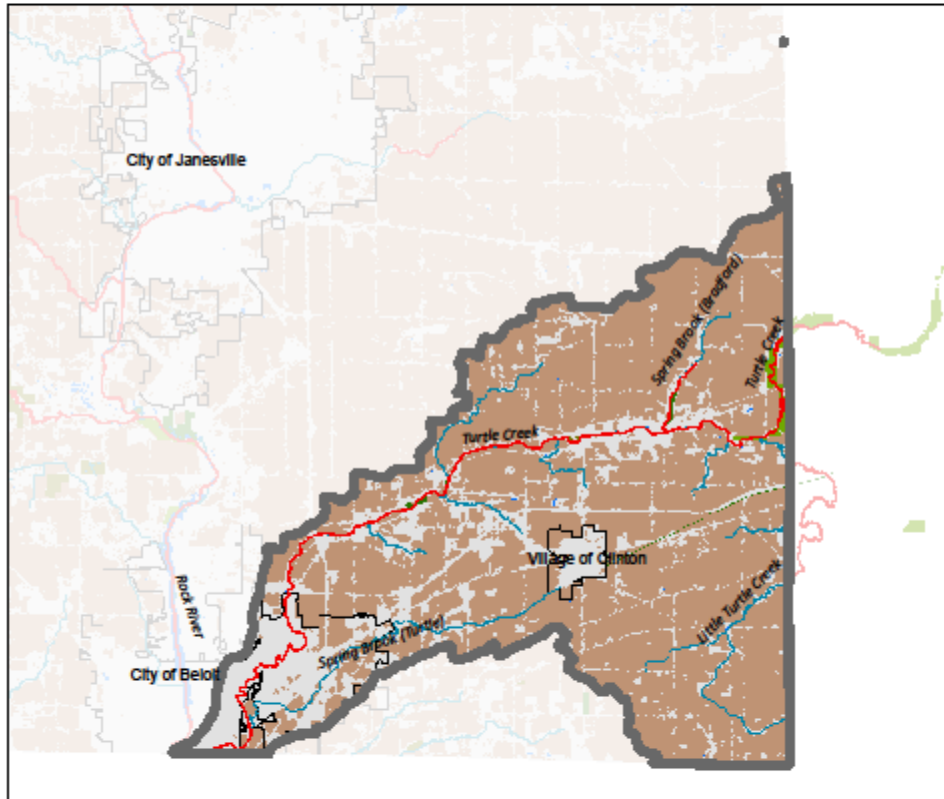 City of Janesville
Spring Brook (Bradford)
Turtle Creek
Turtle Creek
Village of Clinton
Rock River
Little Turtle Creek
Spring Brook (Turtle)
City of Beloit